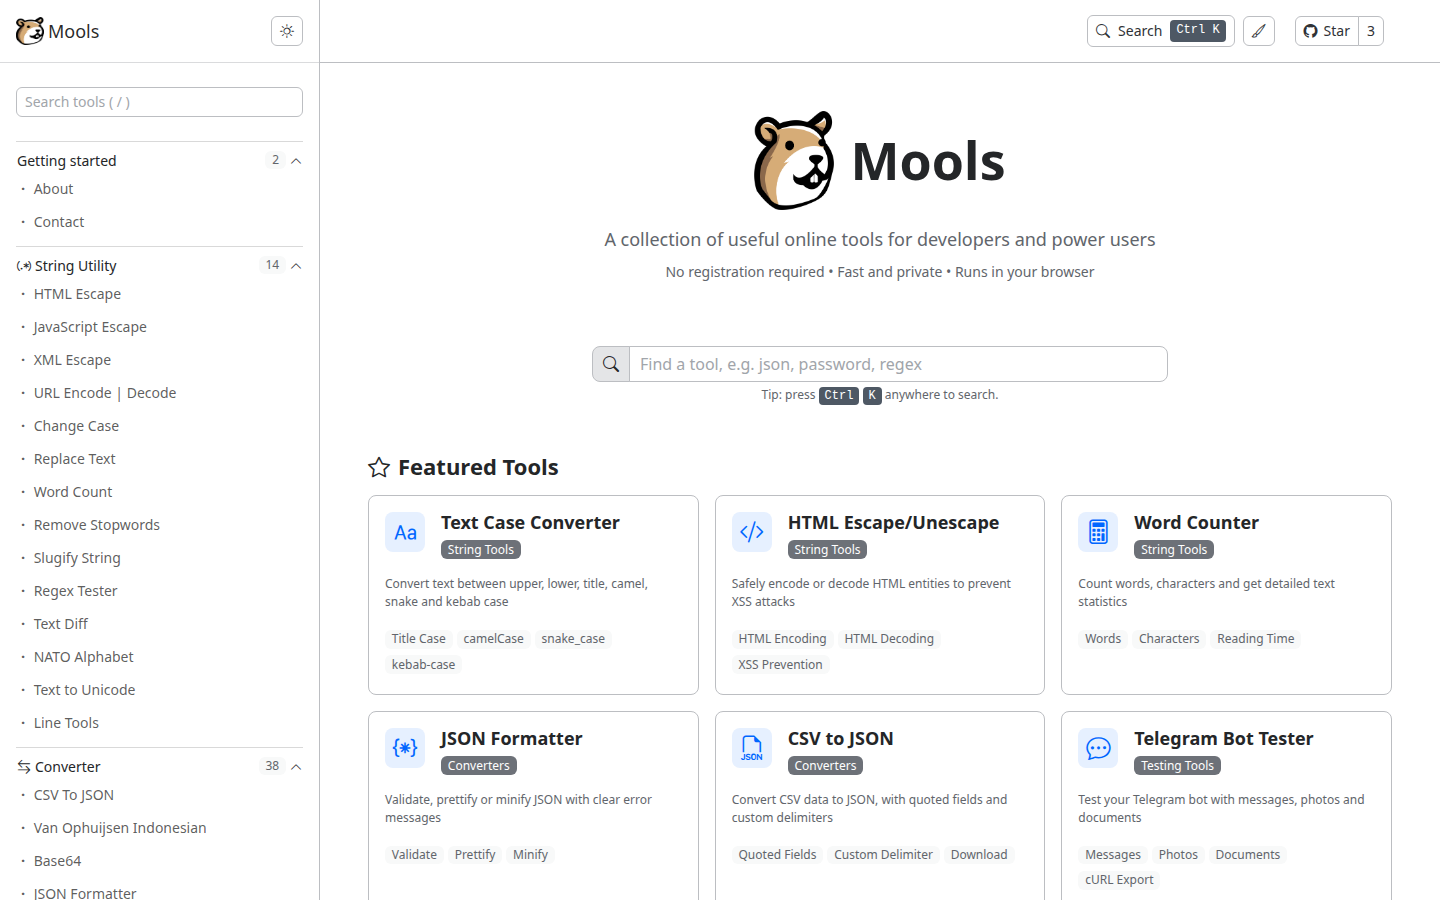 Mools
Search tools ( / )
Getting started 2
· About
· Contact
(.*) String Utility 14
· HTML Escape
· JavaScript Escape
· XML Escape
· URL Encode | Decode
· Change Case
· Replace Text
· Word Count
· Remove Stopwords
· Slugify String
· Regex Tester
· Text Diff
· NATO Alphabet
· Text to Unicode
· Line Tools
Converter 38
· CSV To JSON
· Van Ophuijsen Indonesian
· Base64
· JSON Formatter
Search Ctrl K
Star 3
Mools
A collection of useful online tools for developers and power users
No registration required • Fast and private • Runs in your browser
Find a tool, e.g. json, password, regex
Tip: press Ctrl K anywhere to search.
Featured Tools
Aa
Text Case Converter
String Tools
Convert text between upper, lower, title, camel,
snake and kebab case
Title Case camelCase snake_case
kebab-case
</>
HTML Escape/Unescape
String Tools
Safely encode or decode HTML entities to prevent
XSS attacks
HTML Encoding HTML Decoding
XSS Prevention
Word Counter
String Tools
Count words, characters and get detailed text
statistics
Words Characters Reading Time
{*}
JSON Formatter
Converters
Validate, prettify or minify JSON with clear error
messages
Validate Prettify Minify
JSON
CSV to JSON
Converters
Convert CSV data to JSON, with quoted fields and
custom delimiters
Quoted Fields Custom Delimiter Download
Telegram Bot Tester
Testing Tools
Test your Telegram bot with messages, photos and
documents
Messages Photos Documents
cURL Export